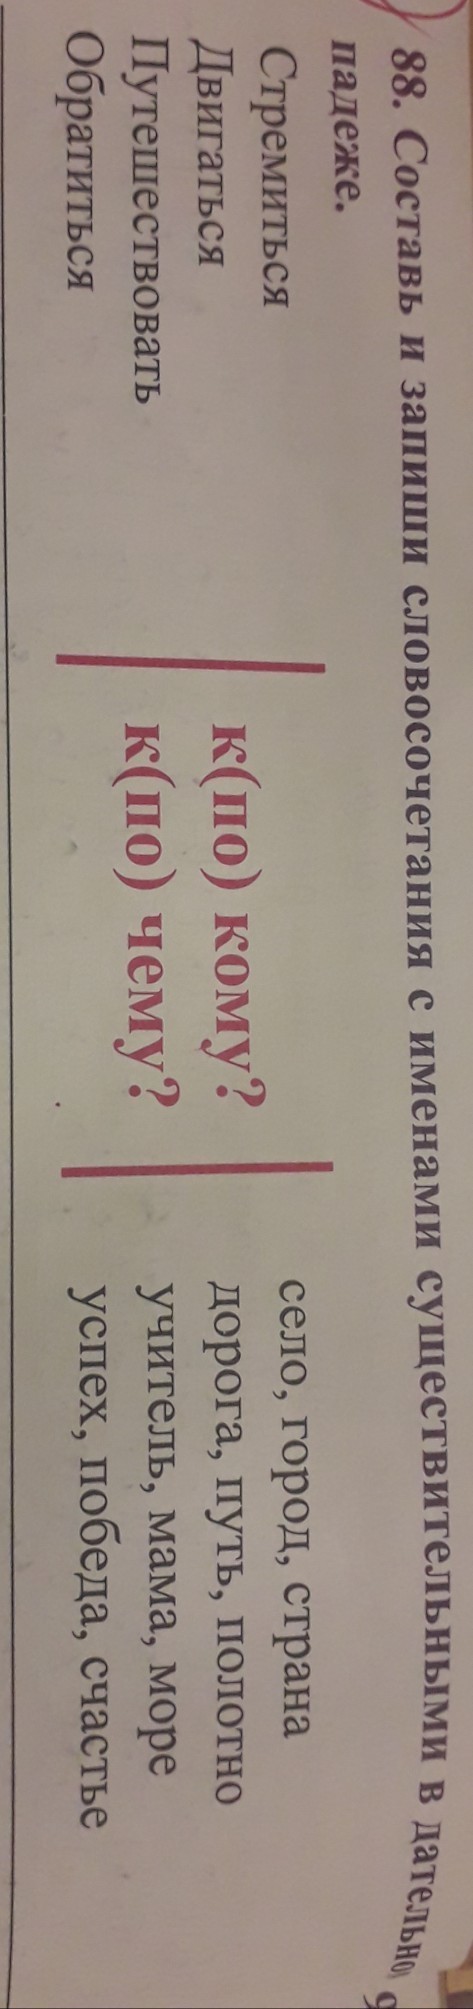 88. Составь и запиши словосочетания с именами существительными в дательно
падеже.
Стремиться
Двигаться
Путешествовать
Обратиться
к(по) кому?
к(по) чему?
село, город, страна
дорога, путь, полотно
учитель, мама, море
успех, победа, счастье